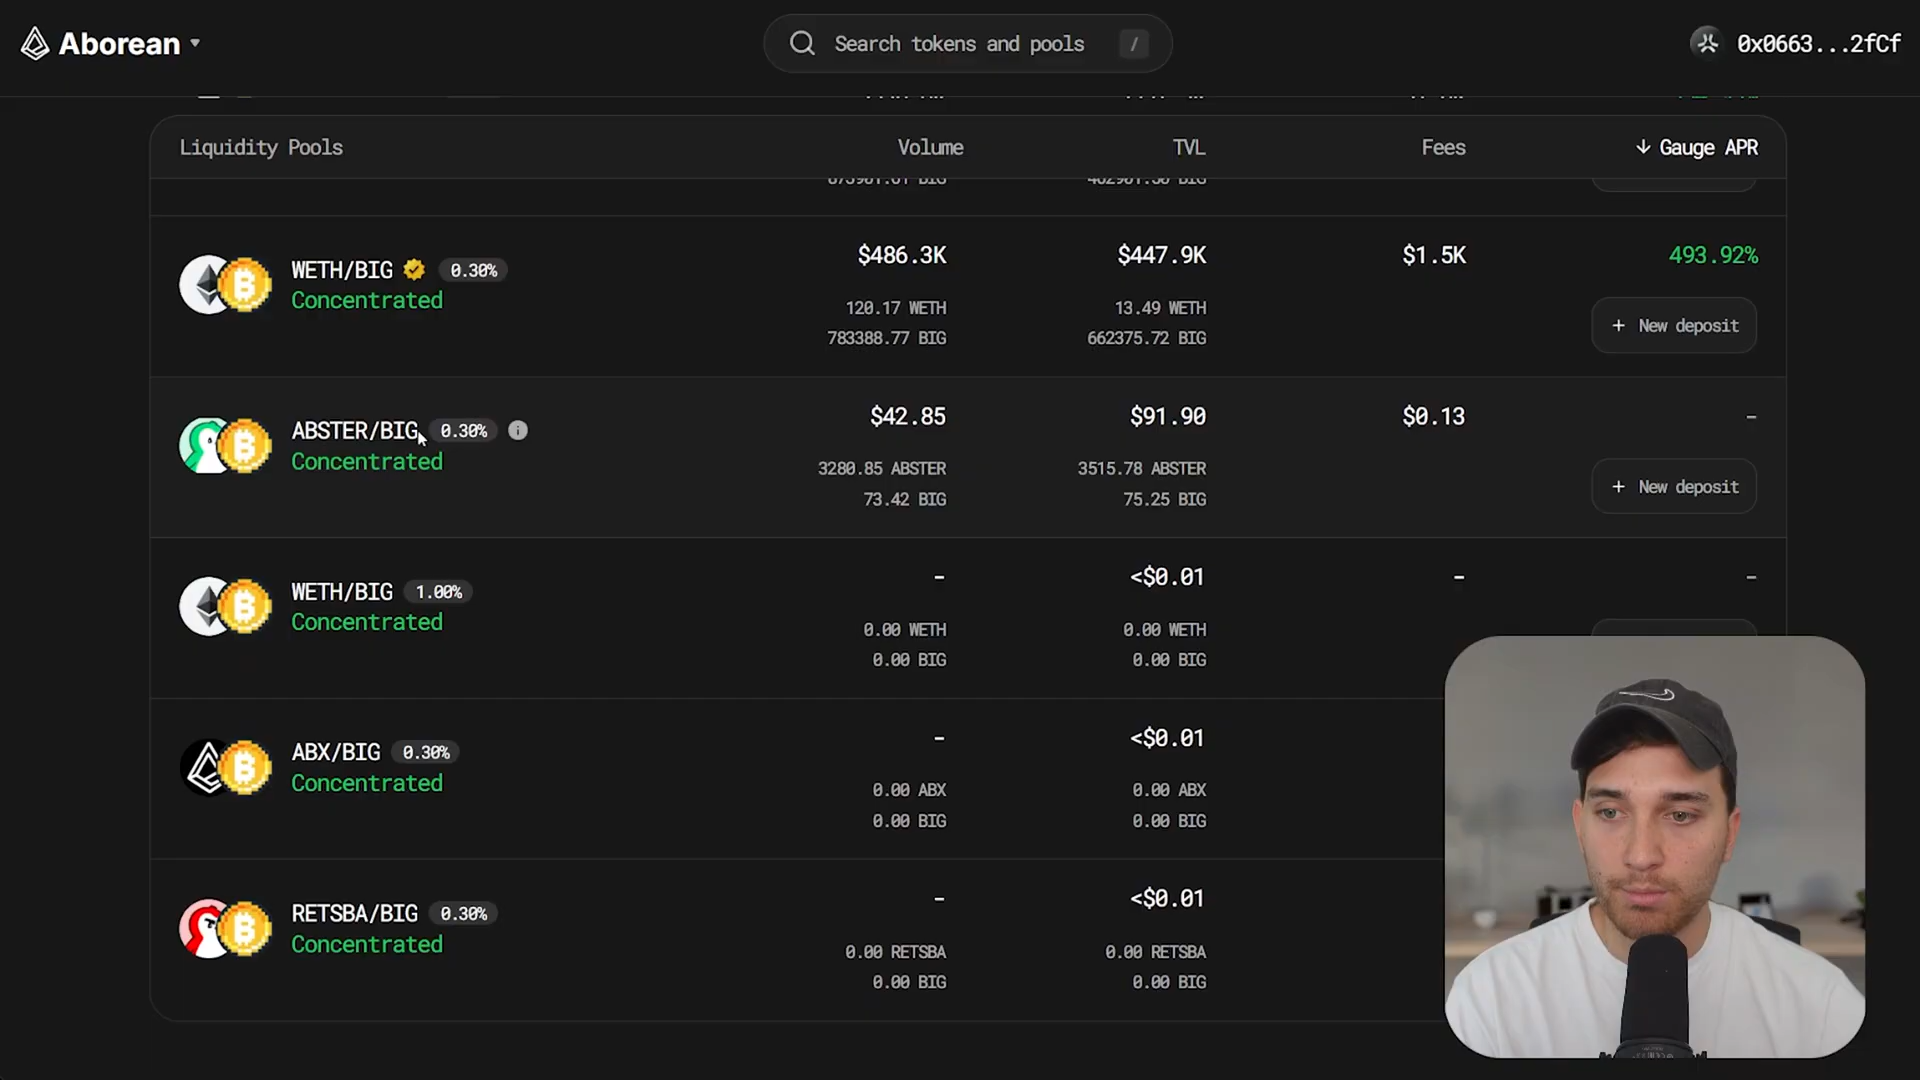 Aborean
Search tokens and pools /
0x0663...2fCf
Liquidity Pools Volume TVL Fees ↓ Gauge APR
WETH/BIG 0.30% $486.3K $447.9K $1.5K 493.92%
Concentrated
120.17 WETH 13.49 WETH
783388.77 BIG 662375.72 BIG
+ New deposit
ABSTER/BIG 0.30% $42.85 $91.90 $0.13 -
Concentrated
3280.85 ABSTER 3515.78 ABSTER
73.42 BIG 75.25 BIG
+ New deposit
WETH/BIG 1.00% - <$0.01 - -
Concentrated
0.00 WETH 0.00 WETH
0.00 BIG 0.00 BIG
ABX/BIG 0.30% - <$0.01
Concentrated
0.00 ABX 0.00 ABX
0.00 BIG 0.00 BIG
RETSBA/BIG 0.30% - <$0.01
Concentrated
0.00 RETSBA 0.00 RETSBA
0.00 BIG 0.00 BIG